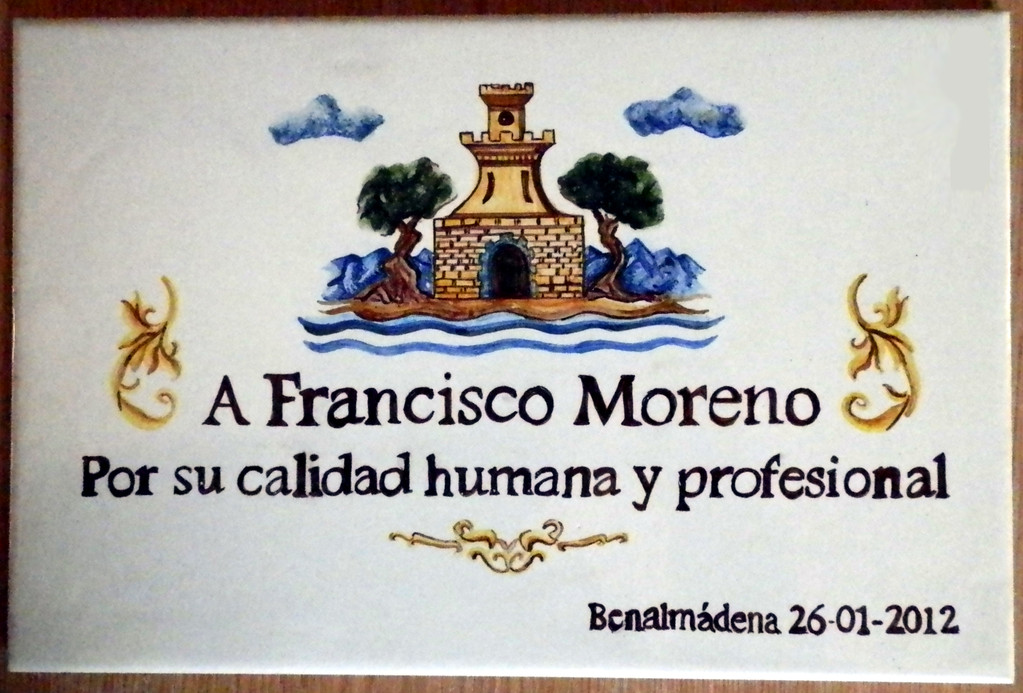 A Francisco Moreno
Por su calidad humana y profesional
Benalmádena 26-01-2012